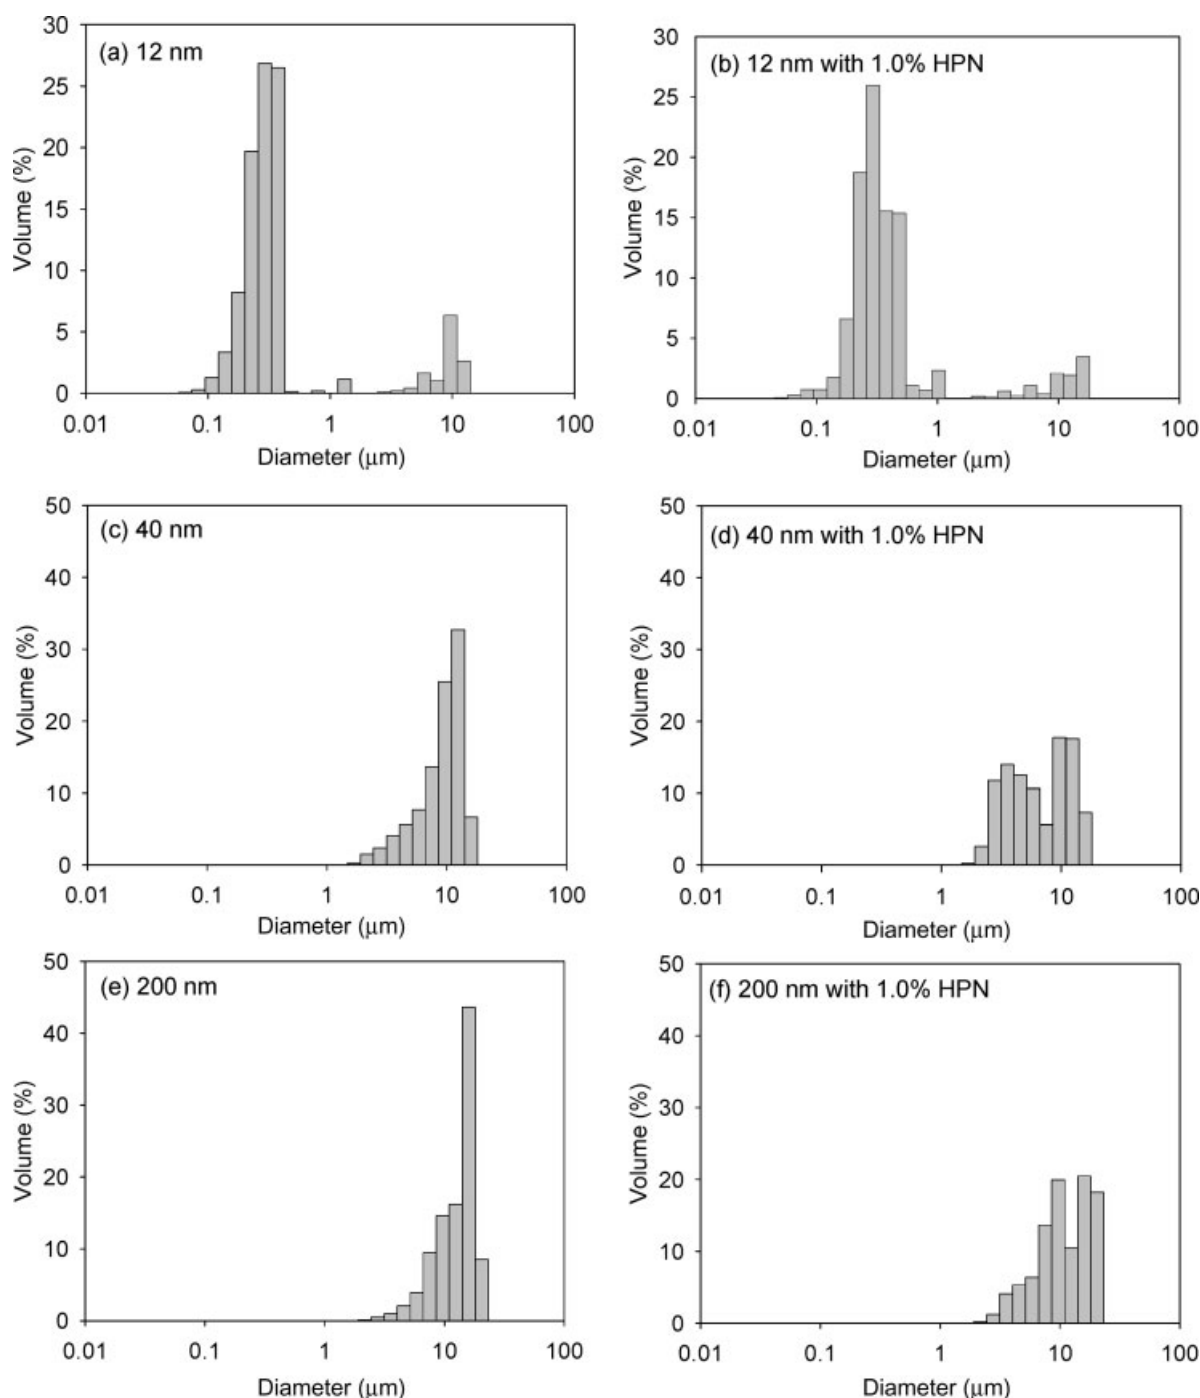 (a) 12 nm
Volume (%)
30
25
20
15
10
5
0
0.01 0.1 1 10 100
Diameter (μm)
(b) 12 nm with 1.0% HPN
Volume (%)
30
25
20
15
10
5
0
0.01 0.1 1 10 100
Diameter (μm)
(c) 40 nm
Volume (%)
50
40
30
20
10
0
0.01 0.1 1 10 100
Diameter (μm)
(d) 40 nm with 1.0% HPN
Volume (%)
50
40
30
20
10
0
0.01 0.1 1 10 100
Diameter (μm)
(e) 200 nm
Volume (%)
50
40
30
20
10
0
0.01 0.1 1 10 100
Diameter (μm)
(f) 200 nm with 1.0% HPN
Volume (%)
50
40
30
20
10
0
0.01 0.1 1 10 100
Diameter (μm)